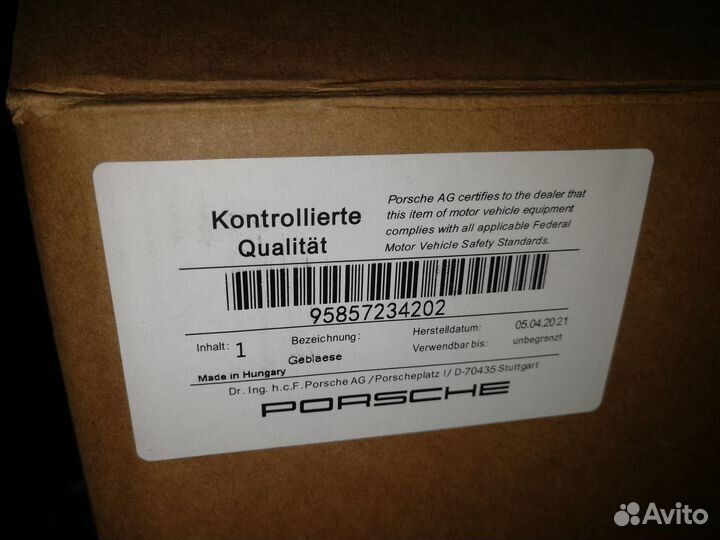 Kontrollierte
Qualität
Porsche AG certifies to the dealer that
this item of motor vehicle equipment
complies with all applicable Federal
Motor Vehicle Safety Standards.
95857234202
Inhalt: 1
Bezeichnung:
Geblaese
Herstelldatum: 05.04.2021
Verwendbar bis: unbegrenzt
Made in Hungary
Dr. Ing. h.c.F. Porsche AG /Porscheplatz I/ D-70435 Stuttgart
PORSCHE
Avito